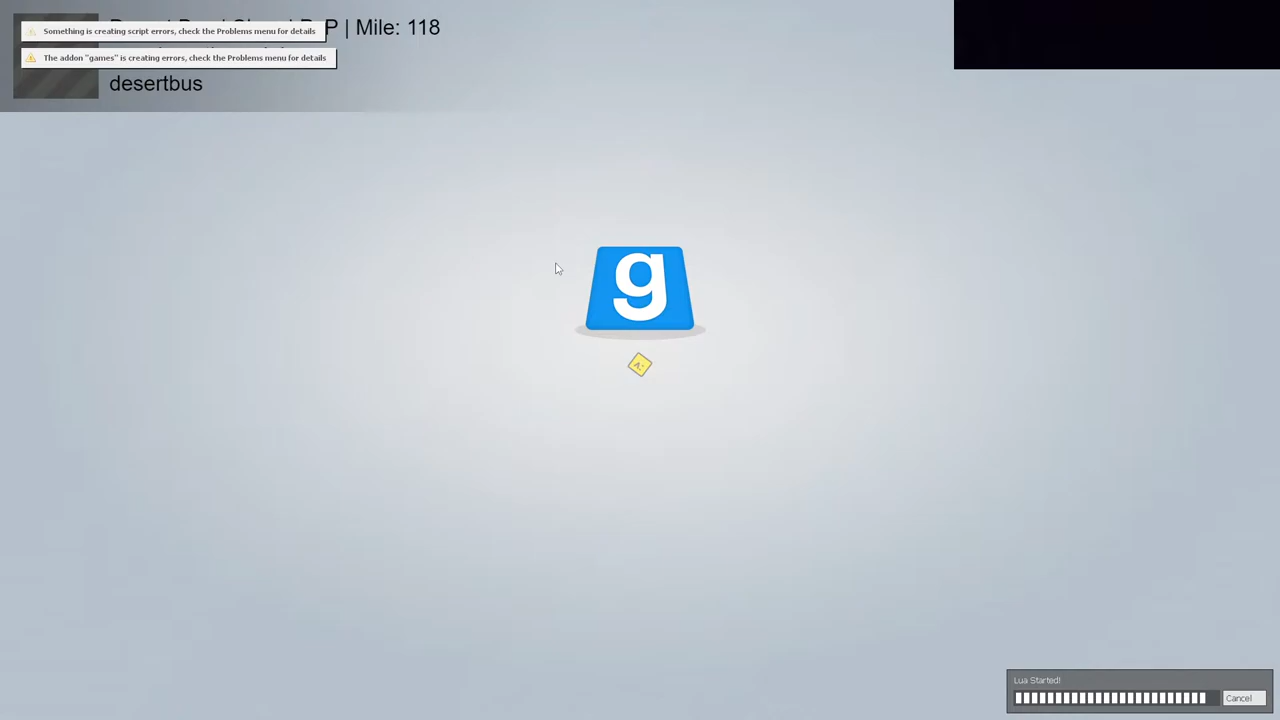 P | Mile: 118
Something is creating script errors, check the Problems menu for details
The addon "games" is creating errors, check the Problems menu for details
desertbus
g
Lua Started!
Cancel